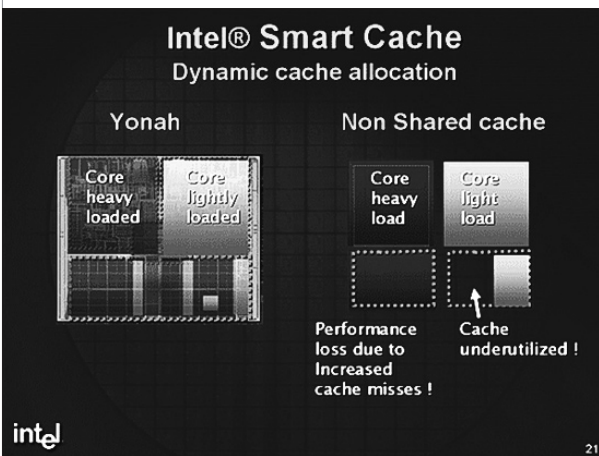 Intel® Smart Cache
Dynamic cache allocation
Yonah
Non Shared cache
Core
heavy
loaded
Core
lightly
loaded
Core
heavy
load
Core
light
load
Performance
loss due to
Increased
cache misses !
Cache
underutilized !
intel
21